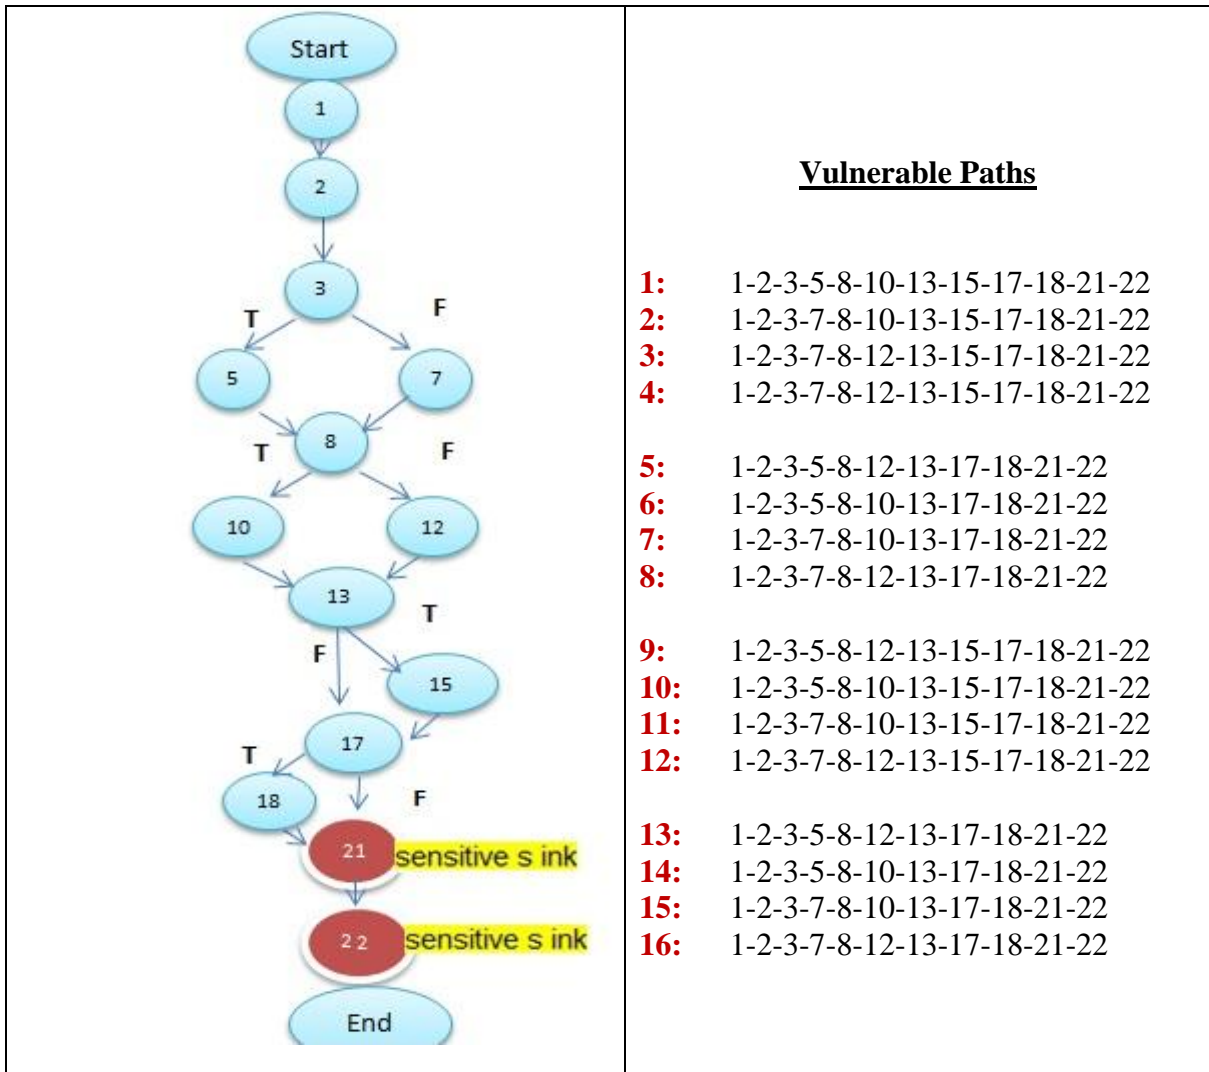 Start
1
2
3
T
F
5
7
8
T
F
10
12
13
T
F
15
17
T
18
F
21
sensitive s ink
2 2
sensitive s ink
End
Vulnerable Paths
1: 1-2-3-5-8-10-13-15-17-18-21-22
2: 1-2-3-7-8-10-13-15-17-18-21-22
3: 1-2-3-7-8-12-13-15-17-18-21-22
4: 1-2-3-7-8-12-13-15-17-18-21-22
5: 1-2-3-5-8-12-13-17-18-21-22
6: 1-2-3-5-8-10-13-17-18-21-22
7: 1-2-3-7-8-10-13-17-18-21-22
8: 1-2-3-7-8-12-13-17-18-21-22
9: 1-2-3-5-8-12-13-15-17-18-21-22
10: 1-2-3-5-8-10-13-15-17-18-21-22
11: 1-2-3-7-8-10-13-15-17-18-21-22
12: 1-2-3-7-8-12-13-15-17-18-21-22
13: 1-2-3-5-8-12-13-17-18-21-22
14: 1-2-3-5-8-10-13-17-18-21-22
15: 1-2-3-7-8-10-13-17-18-21-22
16: 1-2-3-7-8-12-13-17-18-21-22